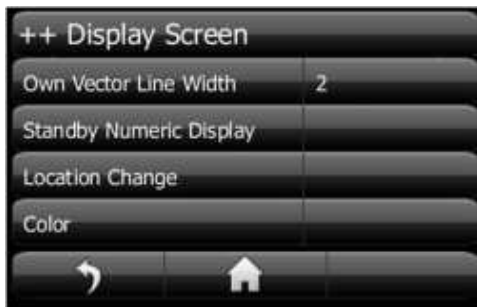 ++ Display Screen
Own Vector Line Width 2
Standby Numeric Display
Location Change
Color